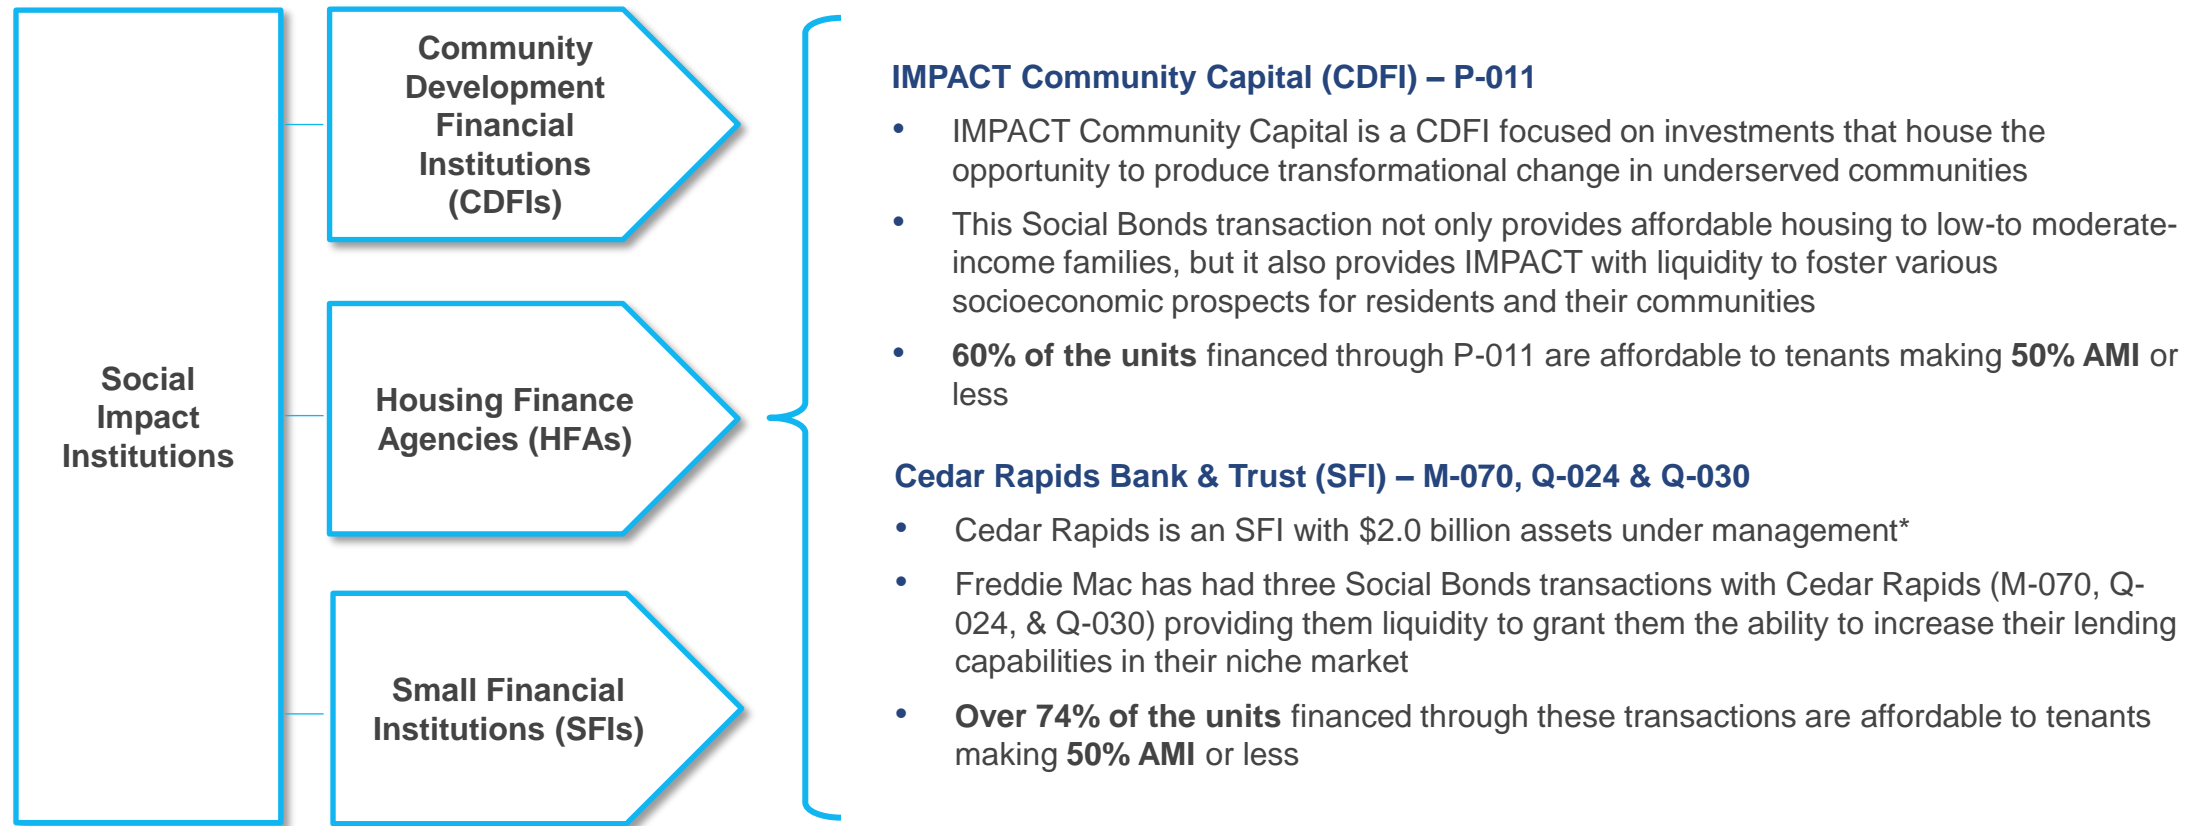 Social
Impact
Institutions
Community
Development
Financial
Institutions
(CDFIs)
Housing Finance
Agencies (HFAs)
Small Financial
Institutions (SFIs)
IMPACT Community Capital (CDFI) – P-011
• IMPACT Community Capital is a CDFI focused on investments that house the
opportunity to produce transformational change in underserved communities
• This Social Bonds transaction not only provides affordable housing to low-to moderate-
income families, but it also provides IMPACT with liquidity to foster various
socioeconomic prospects for residents and their communities
• 60% of the units financed through P-011 are affordable to tenants making 50% AMI or
less
Cedar Rapids Bank & Trust (SFI) – M-070, Q-024 & Q-030
• Cedar Rapids is an SFI with $2.0 billion assets under management*
• Freddie Mac has had three Social Bonds transactions with Cedar Rapids (M-070, Q-
024, & Q-030) providing them liquidity to grant them the ability to increase their lending
capabilities in their niche market
• Over 74% of the units financed through these transactions are affordable to tenants
making 50% AMI or less